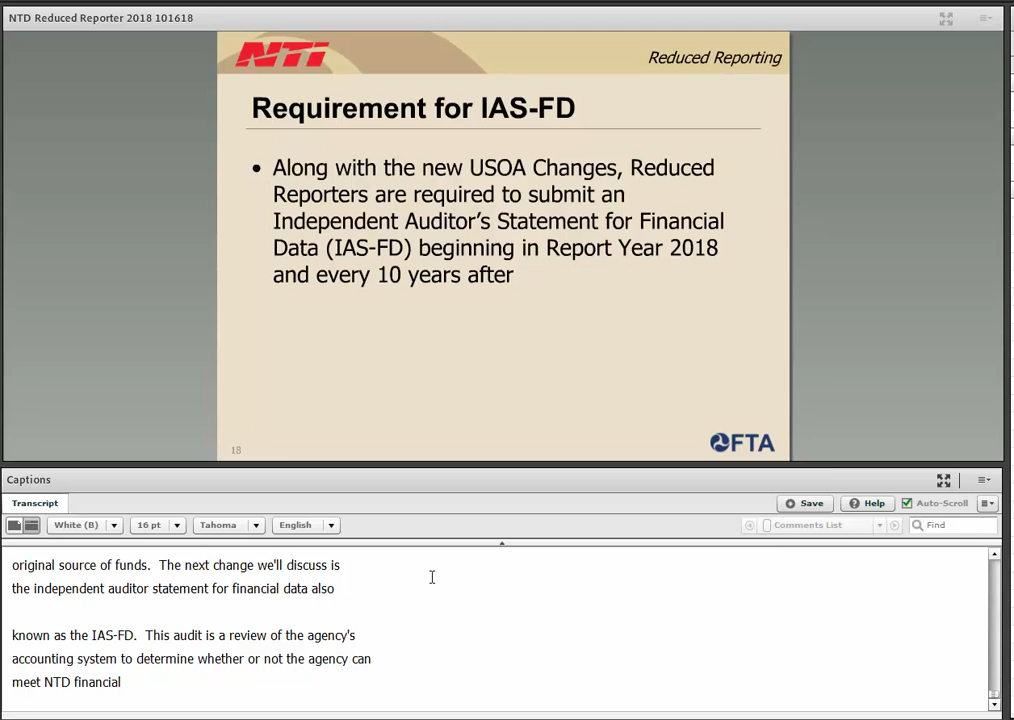 NTD Reduced Reporter 2018 101618
NTI
Reduced Reporting
Requirement for IAS-FD
• Along with the new USOA Changes, Reduced
Reporters are required to submit an
Independent Auditor's Statement for Financial
Data (IAS-FD) beginning in Report Year 2018
and every 10 years after
18
FTA
Captions
Transcript
Save
Help
Auto-Scroll
White (B)
16 pt
Tahoma
English
Comments List
Find
original source of funds.  The next change we'll discuss is
the independent auditor statement for financial data also
known as the IAS-FD.  This audit is a review of the agency's
accounting system to determine whether or not the agency can
meet NTD financial